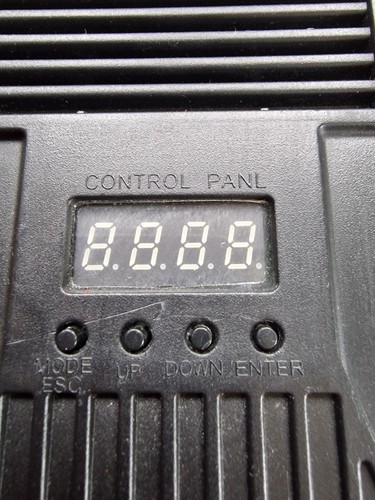 CONTROL PANL
8.8.8.8.
MODE UP DOWN ENTER
ESC